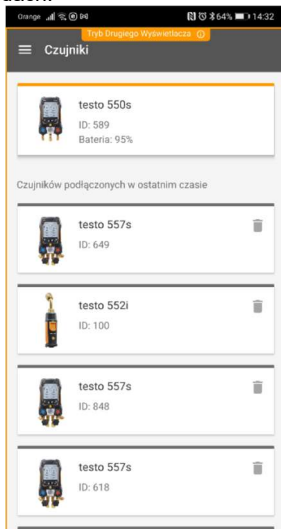 Orange 64% 14:32
Tryb Drugiego Wyświetlacza
Czujniki
testo 550s
ID: 589
Bateria: 95%
Czujników podłączonych w ostatnim czasie
testo 557s
ID: 649
testo 552i
ID: 100
testo 557s
ID: 848
testo 557s
ID: 618